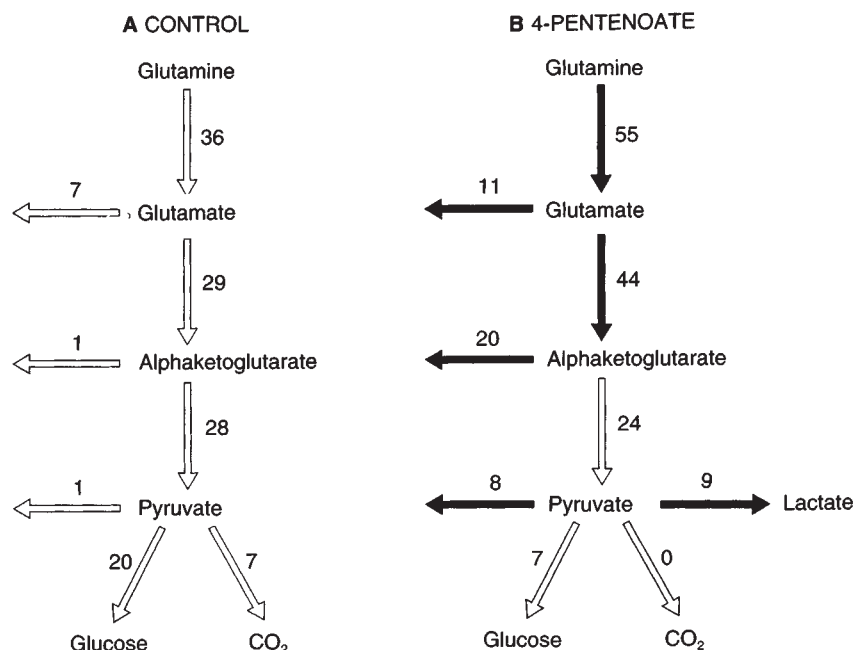 A CONTROL
Glutamine
36
7
Glutamate
29
1
Alphaketoglutarate
28
1
Pyruvate
20
7
Glucose
CO₂
B 4-PENTENOATE
Glutamine
55
11
Glutamate
44
20
Alphaketoglutarate
24
8
Pyruvate
9
Lactate
7
0
Glucose
CO₂